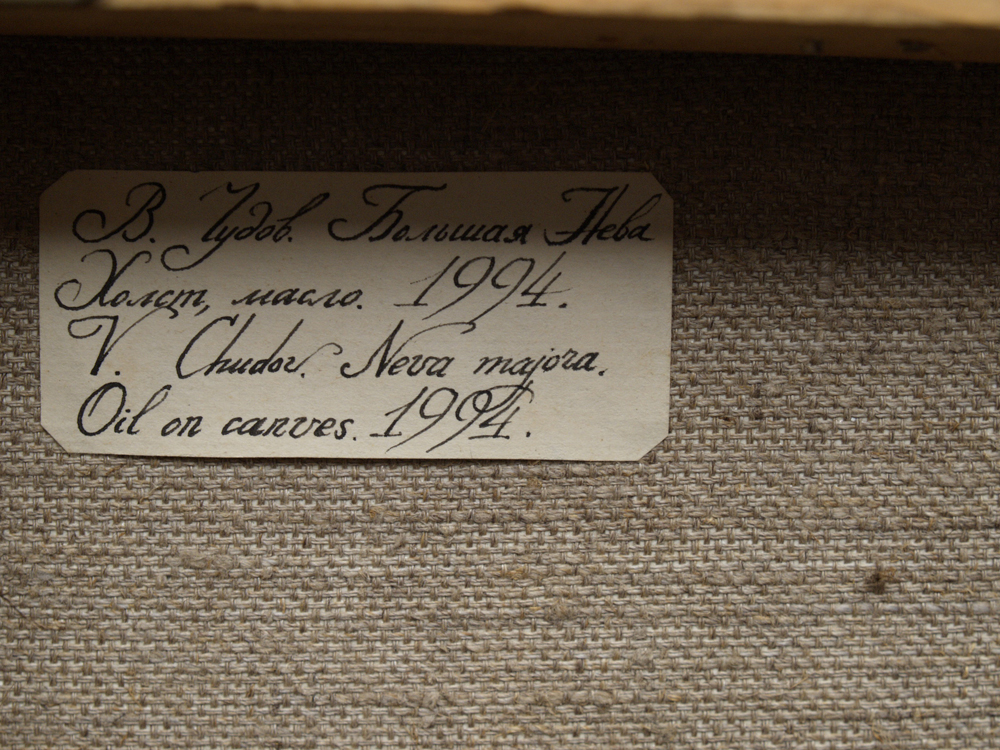 В. Чудов. Большая Нева
Холст, масло. 1994.
V. Chudov. Neva majora.
Oil on canves. 1994.